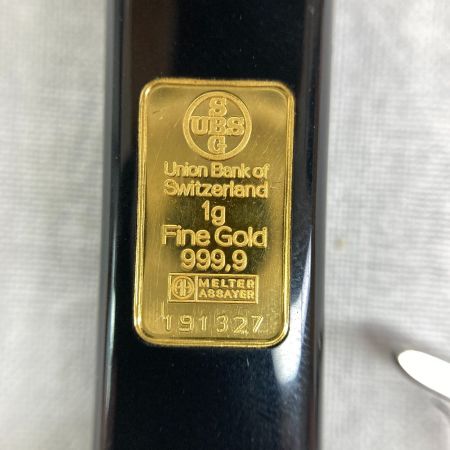 S
UBS
G
Union Bank of
Switzerland
1g
Fine Gold
999,9
MELTER
ASSAYER
191327